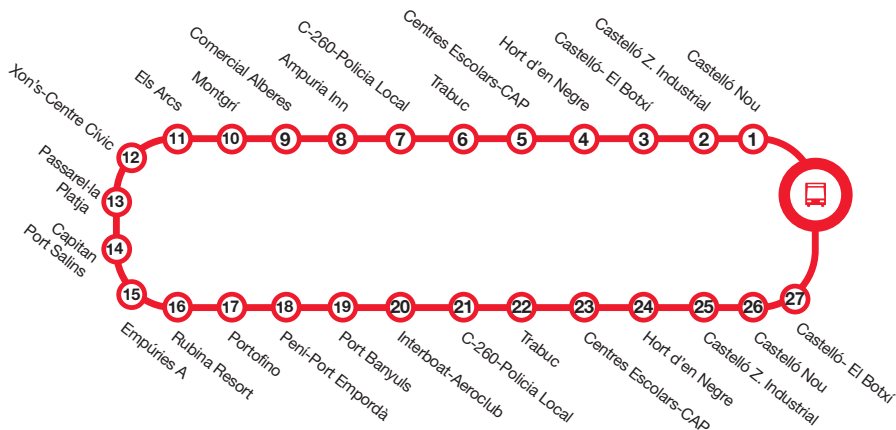 Castelló Nou
Castelló Z. Industrial
Castelló- El Botxí
Hort d'en Negre
Centres Escolars-CAP
Trabuc
C-260-Policia Local
Ampuria Inn
Comercial Alberes
Montgrí
Els Arcs
Xon's-Centre Cívic
Passarel·la
Platja
Capitan
Port Salins
1
2
3
4
5
6
7
8
9
10
11
12
13
14
15
16
17
18
19
20
21
22
23
24
25
26
27
Empúries A
Rubina Resort
Portofino
Pení-Port Empordà
Port Banyuls
Interboat-Aeroclub
C-260-Policia Local
Trabuc
Centres Escolars-CAP
Hort d'en Negre
Castelló Z. Industrial
Castelló Nou
Castelló- El Botxí